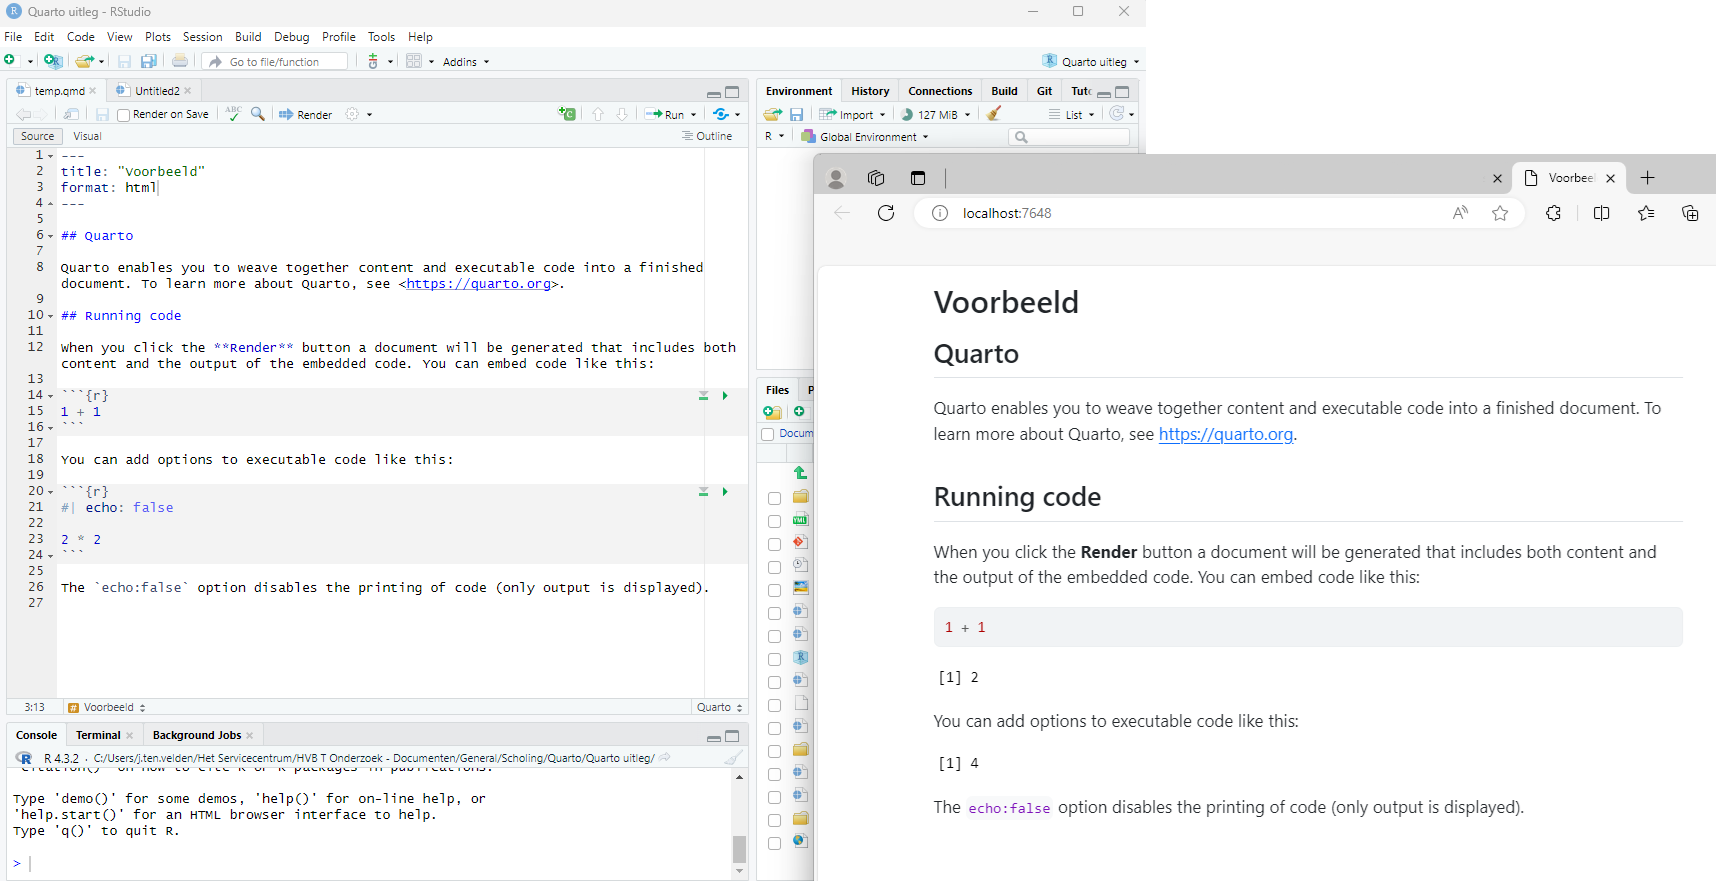 Quarto uitleg - RStudio
File Edit Code View Plots Session Build Debug Profile Tools Help
Go to file/function
Addins
Quarto uitleg
temp.qmd
Untitled2
Render on Save
ABC
Render
Run
Source Visual
Outline
1 ---
2 title: "Voorbeeld"
3 format: html
4 ---
5
6 ## Quarto
7
8 Quarto enables you to weave together content and executable code into a finished
document. To learn more about Quarto, see <https://quarto.org>.
9
10 ## Running code
11
12 When you click the **Render** button a document will be generated that includes both
content and the output of the embedded code. You can embed code like this:
13
14 ```{r}
15 1 + 1
16 ```
17
18 You can add options to executable code like this:
19
20 ```{r}
21 #| echo: false
22
23 2 * 2
24 ```
25
26 The `echo:false` option disables the printing of code (only output is displayed).
27
3:13
# Voorbeeld
Quarto
Console Terminal Background Jobs
R 4.3.2 · C:/Users/j.ten.velden/Het Servicecentrum/HVB T Onderzoek - Documenten/General/Scholing/Quarto/Quarto uitleg/
'citation()' on how to cite R or R packages in publications.
Type 'demo()' for some demos, 'help()' for on-line help, or
'help.start()' for an HTML browser interface to help.
Type 'q()' to quit R.
>
Environment History Connections Build Git Tuto
Import 127 MiB List
R Global Environment
Files P
Docum
YML
Voorbeel
localhost:7648
Voorbeeld
Quarto
Quarto enables you to weave together content and executable code into a finished document. To
learn more about Quarto, see https://quarto.org.
Running code
When you click the Render button a document will be generated that includes both content and
the output of the embedded code. You can embed code like this:
1 + 1
[1] 2
You can add options to executable code like this:
[1] 4
The echo:false option disables the printing of code (only output is displayed).